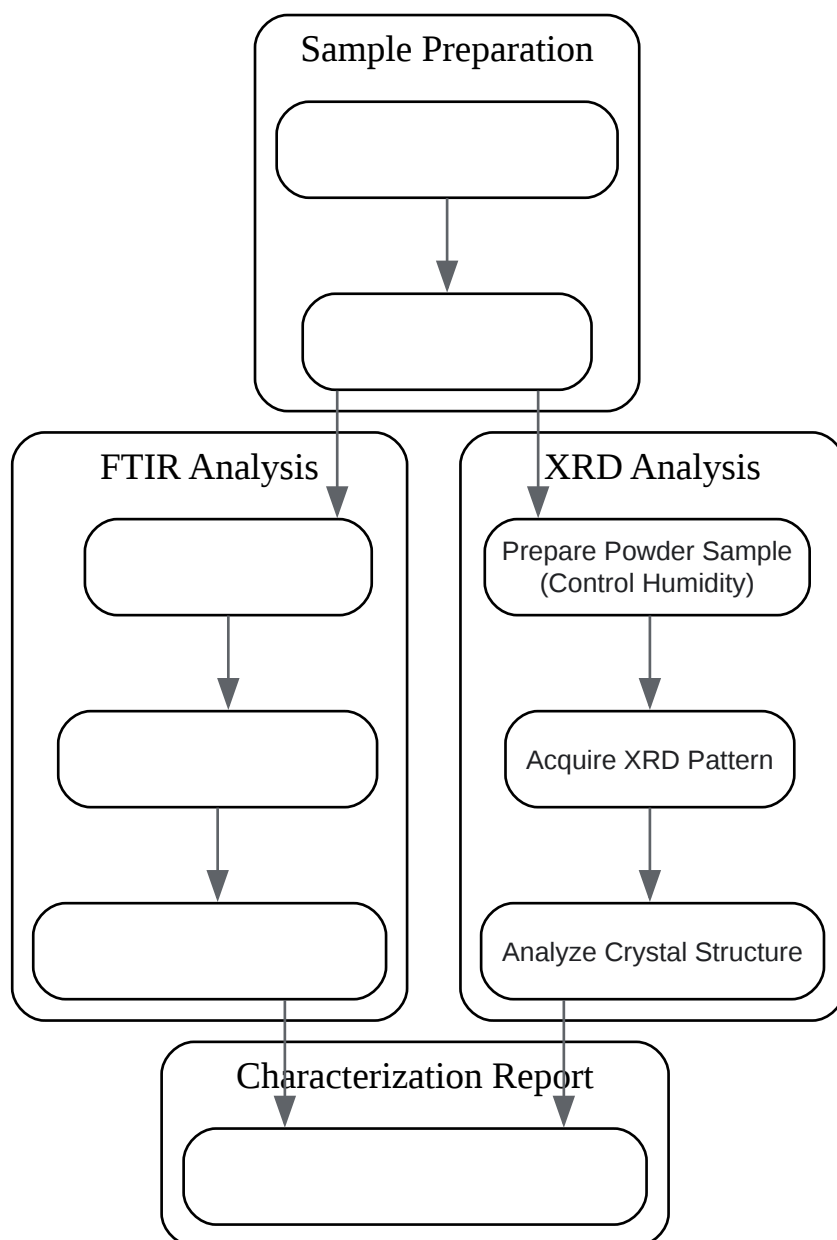 Sample Preparation
FTIR Analysis
XRD Analysis
Prepare Powder Sample
(Control Humidity)
Acquire XRD Pattern
Analyze Crystal Structure
Characterization Report